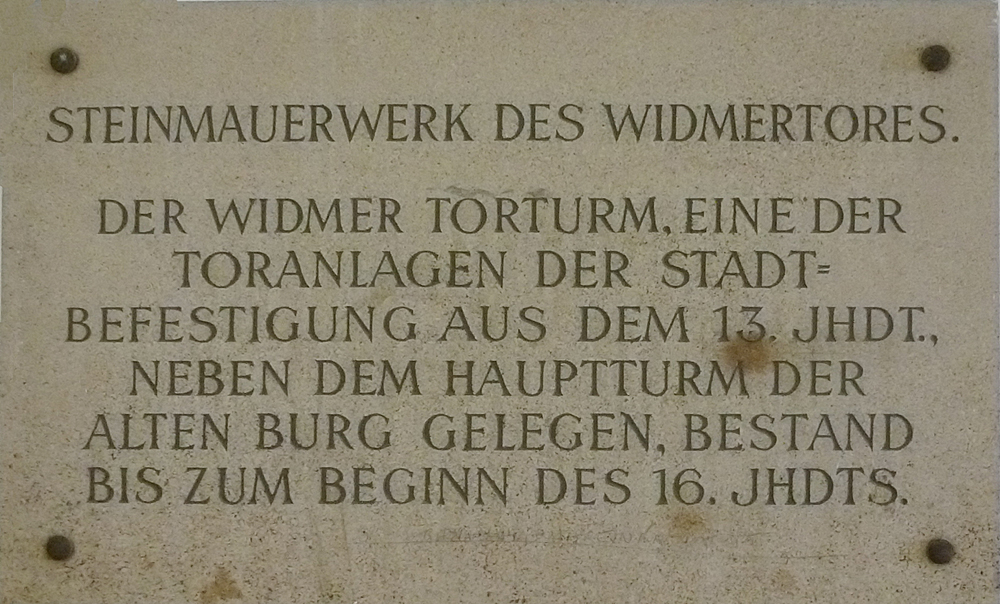 STEINMAUERWERK DES WIDMERTORES.
DER WIDMER TORTURM, EINE DER
TORANLAGEN DER STADT=
BEFESTIGUNG AUS DEM 13. JHDT.,
NEBEN DEM HAUPTTURM DER
ALTEN BURG GELEGEN, BESTAND
BIS ZUM BEGINN DES 16. JHDTS.